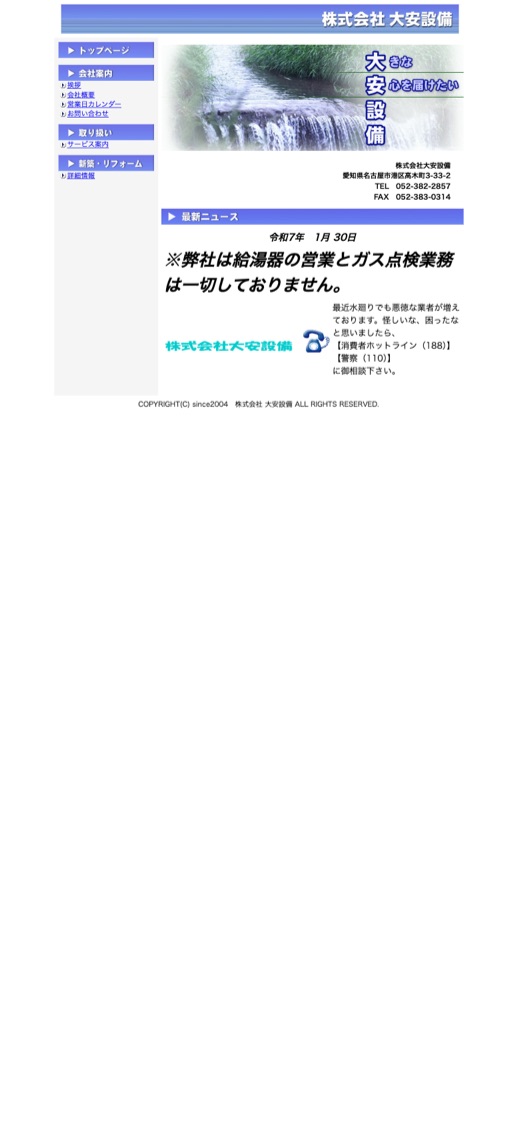 株式会社 大安設備
▶ トップページ
▶ 会社案内
挨拶
会社概要
営業日カレンダー
お問い合わせ
▶ 取り扱い
サービス案内
▶ 新築・リフォーム
詳細情報
大きな
安心を届けたい
設
備
株式会社大安設備
愛知県名古屋市港区高木町3-33-2
TEL 052-382-2857
FAX 052-383-0314
▶ 最新ニュース
令和7年 1月 30日
※弊社は給湯器の営業とガス点検業務
は一切しておりません。
株式会社大安設備
最近水廻りでも悪徳な業者が増え
ております。怪しいな、困ったな
と思いましたら、
【消費者ホットライン（188）】
【警察（110）】
に御相談下さい。
COPYRIGHT(C) since2004 株式会社 大安設備 ALL RIGHTS RESERVED.